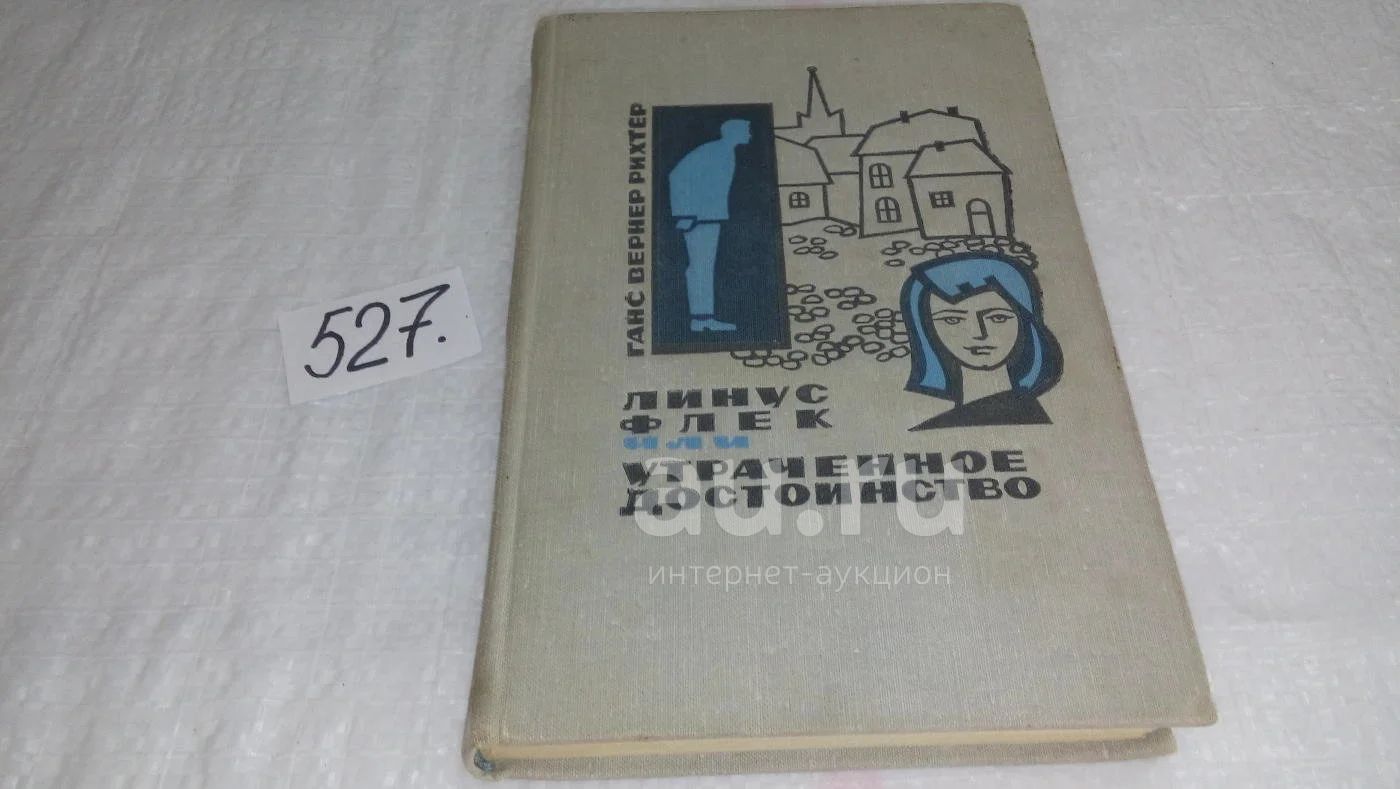 527.
ГАНС ВЕРНЕР РИХТЕР
ЛИНУС
ФЛЕК
ИЛИ
УТРАЧЕННОЕ
ДОСТОИНСТВО
au.ru
интернет-аукцион